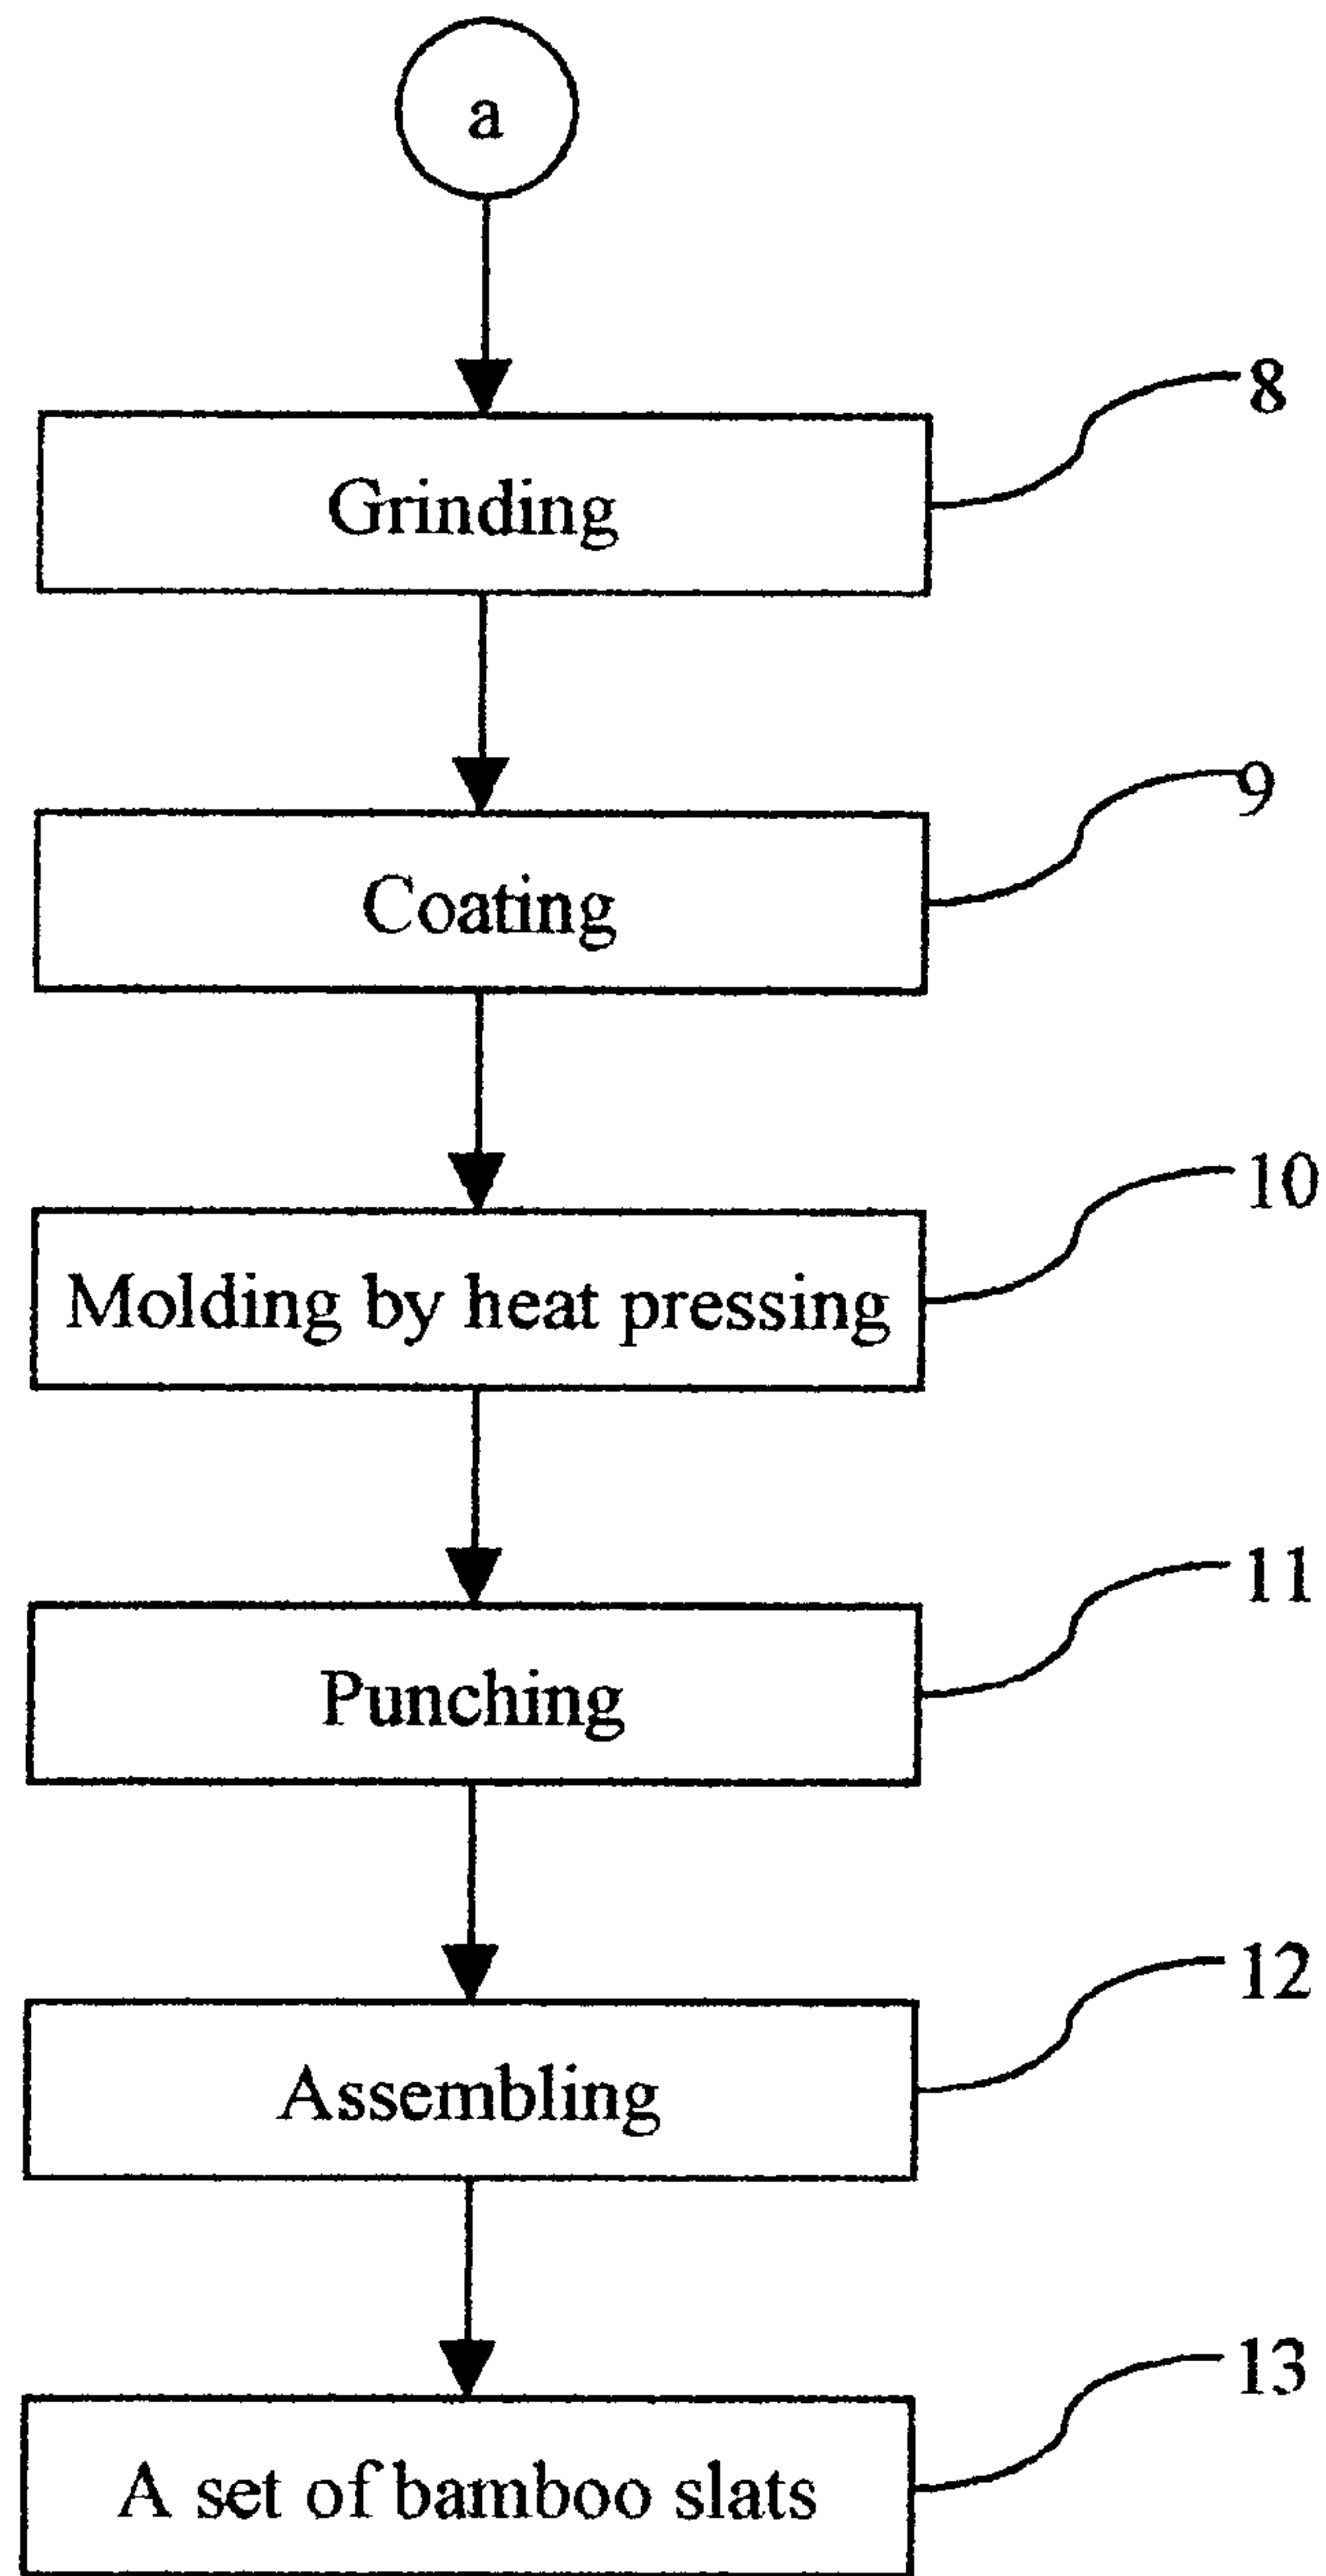 a
8
Grinding
9
Coating
10
Molding by heat pressing
11
Punching
12
Assembling
13
A set of bamboo slats